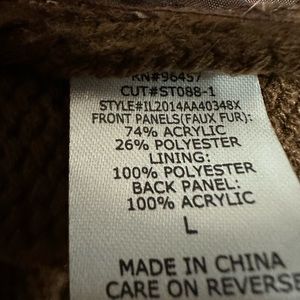 RN#96457
CUT#ST088-1
STYLE#IL2014AA40348X
FRONT PANELS(FAUX FUR):
74% ACRYLIC
26% POLYESTER
LINING:
100% POLYESTER
BACK PANEL:
100% ACRYLIC
L
MADE IN CHINA
CARE ON REVERSE